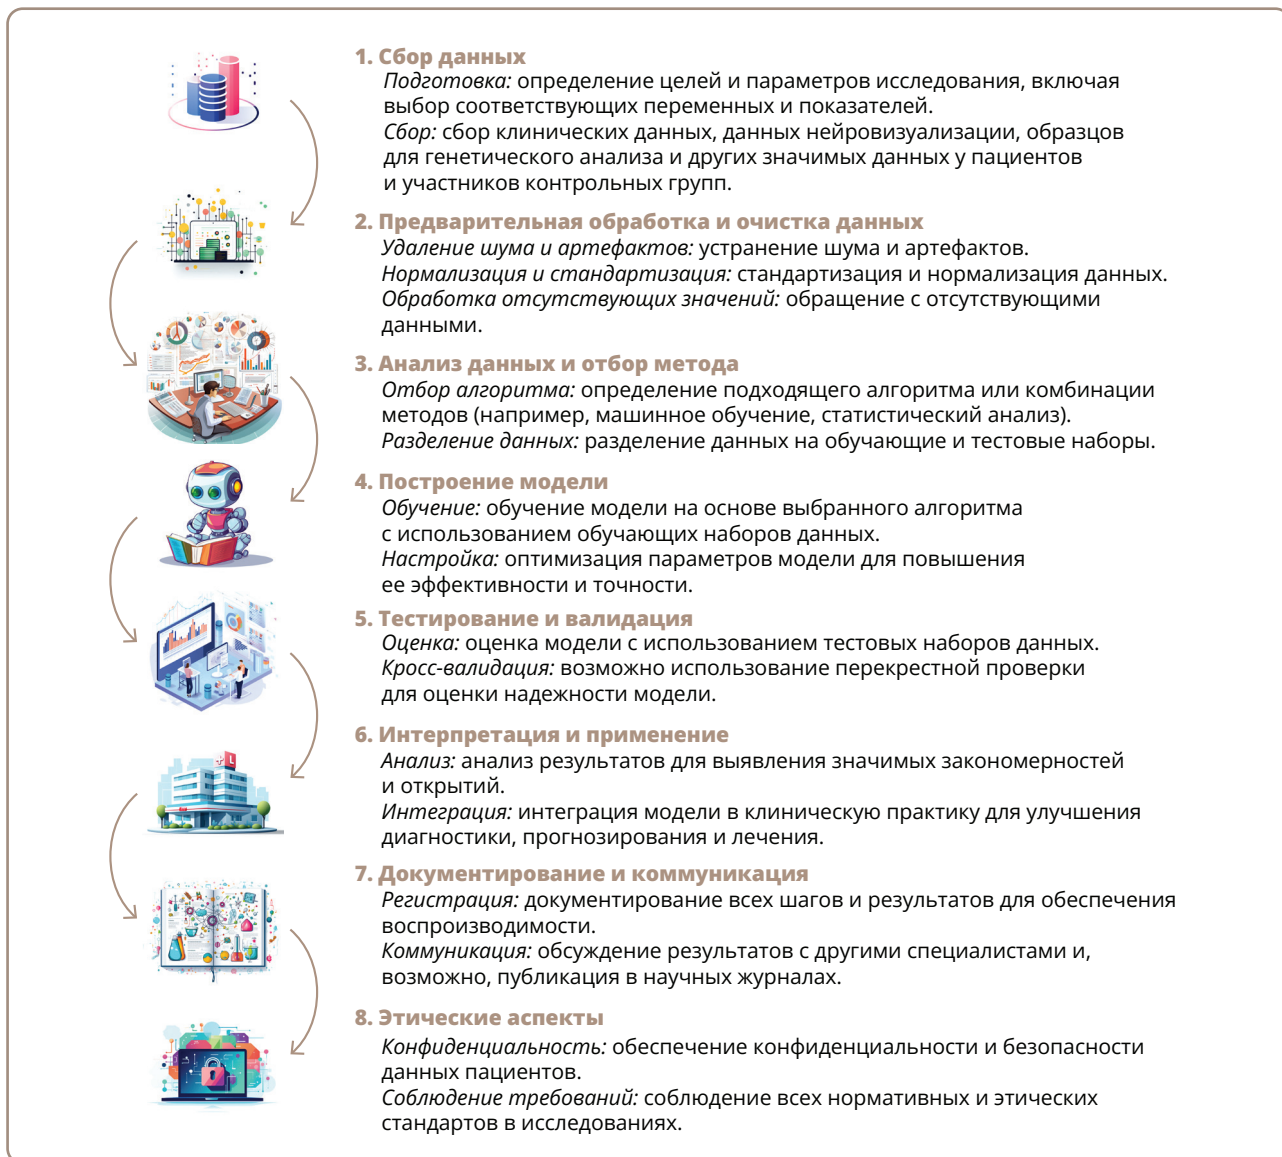 1. Сбор данных
Подготовка: определение целей и параметров исследования, включая
выбор соответствующих переменных и показателей.
Сбор: сбор клинических данных, данных нейровизуализации, образцов
для генетического анализа и других значимых данных у пациентов
и участников контрольных групп.
2. Предварительная обработка и очистка данных
Удаление шума и артефактов: устранение шума и артефактов.
Нормализация и стандартизация: стандартизация и нормализация данных.
Обработка отсутствующих значений: обращение с отсутствующими
данными.
3. Анализ данных и отбор метода
Отбор алгоритма: определение подходящего алгоритма или комбинации
методов (например, машинное обучение, статистический анализ).
Разделение данных: разделение данных на обучающие и тестовые наборы.
4. Построение модели
Обучение: обучение модели на основе выбранного алгоритма
с использованием обучающих наборов данных.
Настройка: оптимизация параметров модели для повышения
ее эффективности и точности.
5. Тестирование и валидация
Оценка: оценка модели с использованием тестовых наборов данных.
Кросс-валидация: возможно использование перекрестной проверки
для оценки надежности модели.
6. Интерпретация и применение
Анализ: анализ результатов для выявления значимых закономерностей
и открытий.
Интеграция: интеграция модели в клиническую практику для улучшения
диагностики, прогнозирования и лечения.
7. Документирование и коммуникация
Регистрация: документирование всех шагов и результатов для обеспечения
воспроизводимости.
Коммуникация: обсуждение результатов с другими специалистами и,
возможно, публикация в научных журналах.
8. Этические аспекты
Конфиденциальность: обеспечение конфиденциальности и безопасности
данных пациентов.
Соблюдение требований: соблюдение всех нормативных и этических
стандартов в исследованиях.